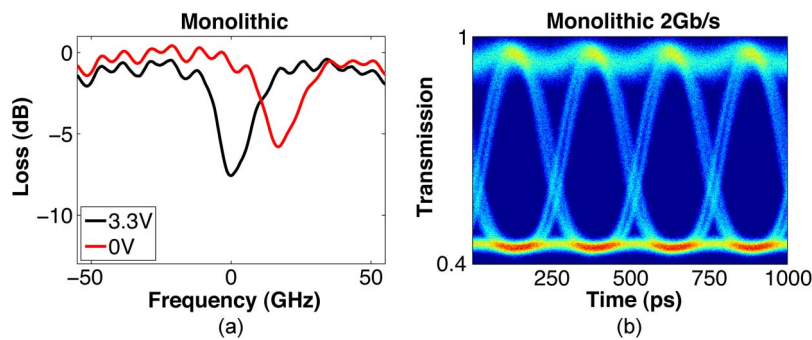 Monolithic
0
−5
−10
Loss (dB)
3.3V
0V
−50
0
50
Frequency (GHz)
(a)
Monolithic 2Gb/s
1
0.4
Transmission
250
500
750
1000
Time (ps)
(b)